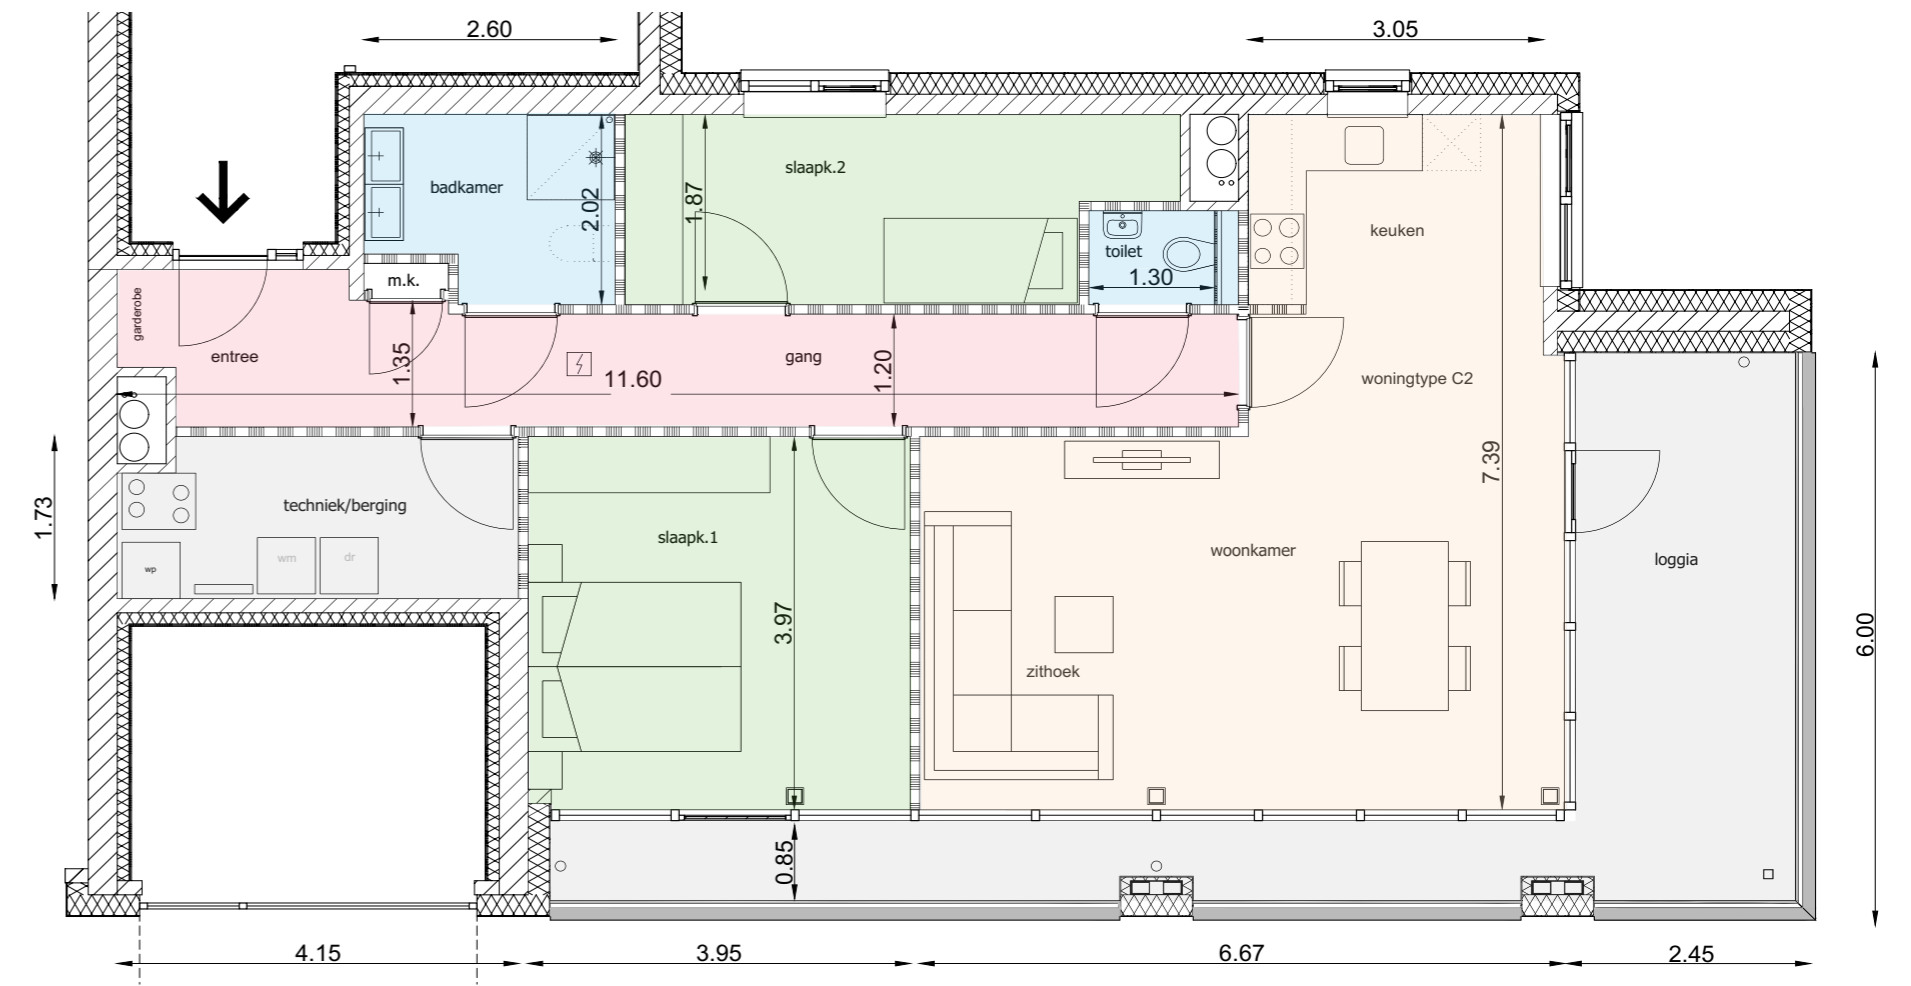 2.60
3.05
slaapk.2
badkamer
2.02
1.87
keuken
toilet
1.30
m.k.
garderobe
entree
1.35
gang
11.60
1.20
woningtype C2
7.39
1.73
techniek/berging
wp
wm
dr
slaapk.1
3.97
woonkamer
zithoek
loggia
6.00
0.85
4.15
3.95
6.67
2.45